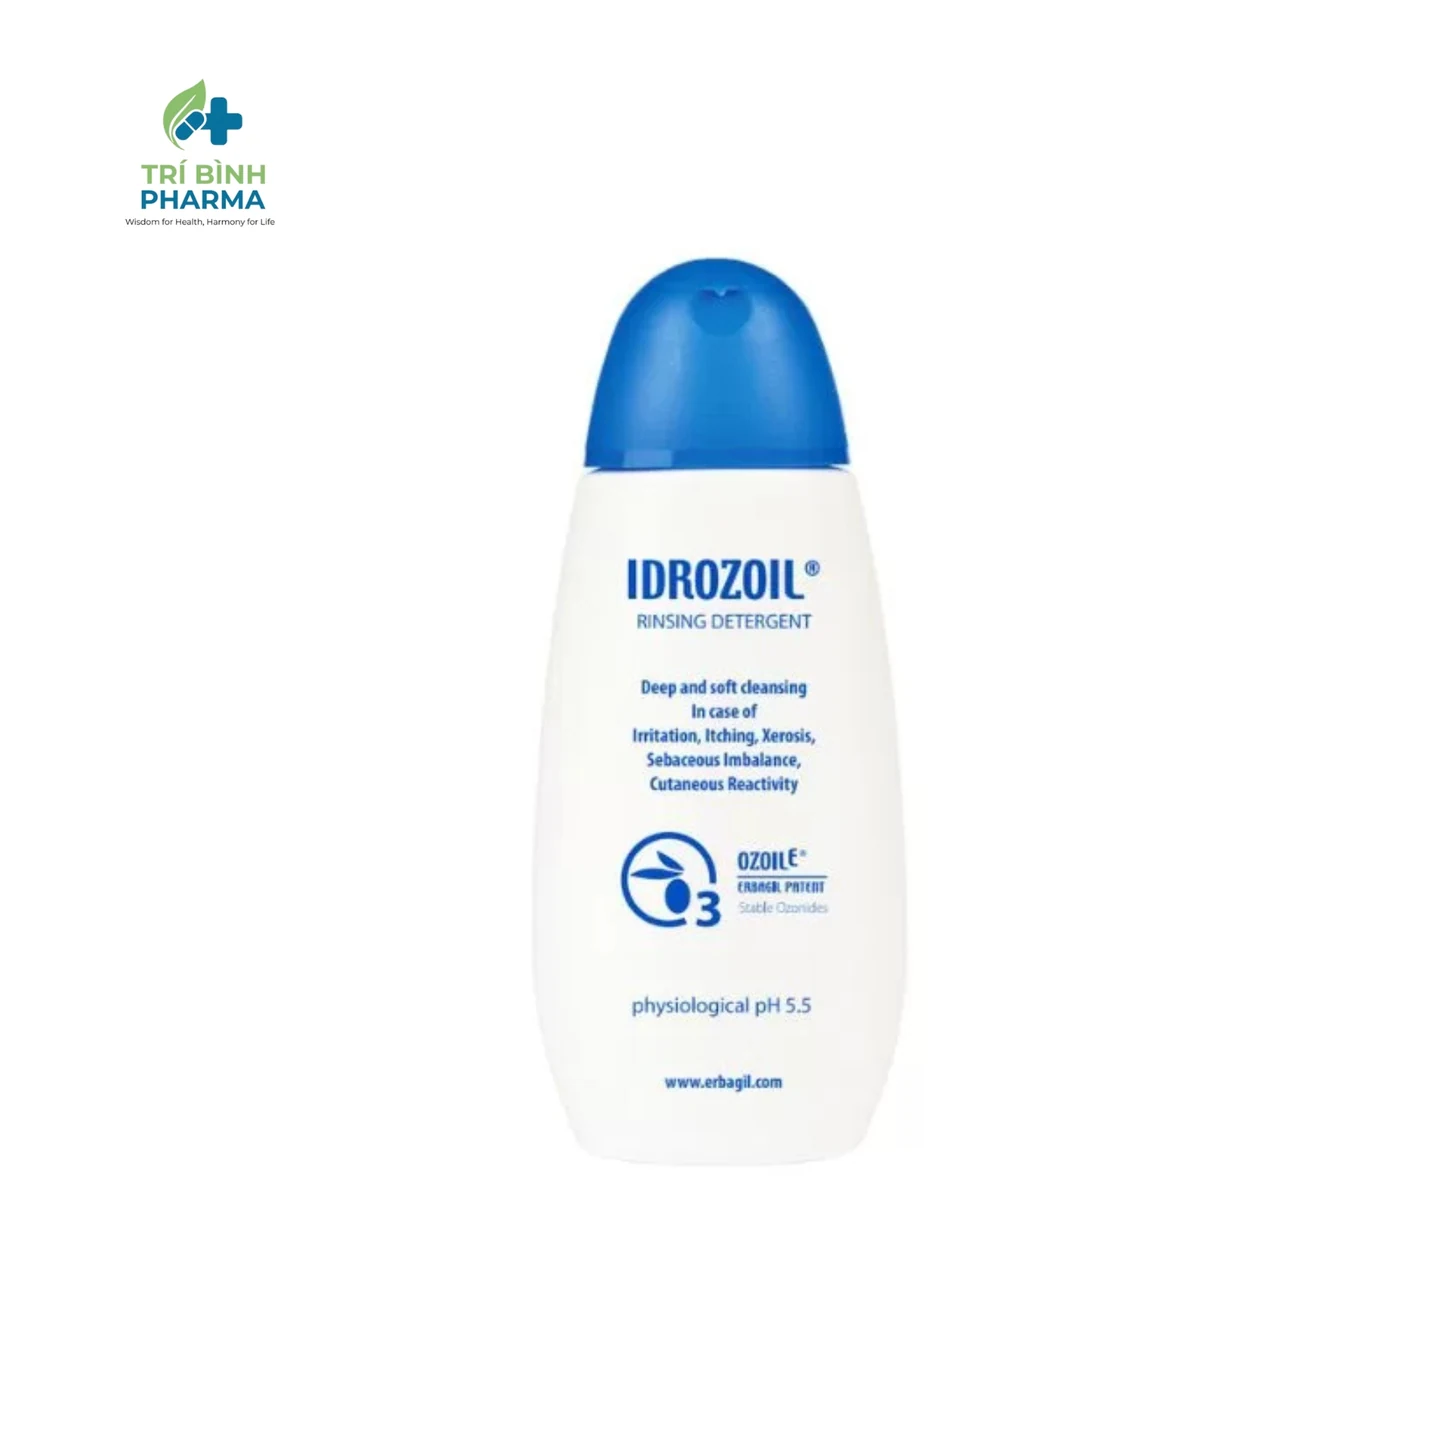 TRÍ BÌNH
PHARMA
Wisdom for Health, Harmony for Life
IDROZOIL®
RINSING DETERGENT
Deep and soft cleansing
In case of
Irritation, Itching, Xerosis,
Sebaceous Imbalance,
Cutaneous Reactivity
3
OZOILE®
ERBAGIL PATENT
Stable Ozonides
physiological pH 5.5
www.erbagil.com